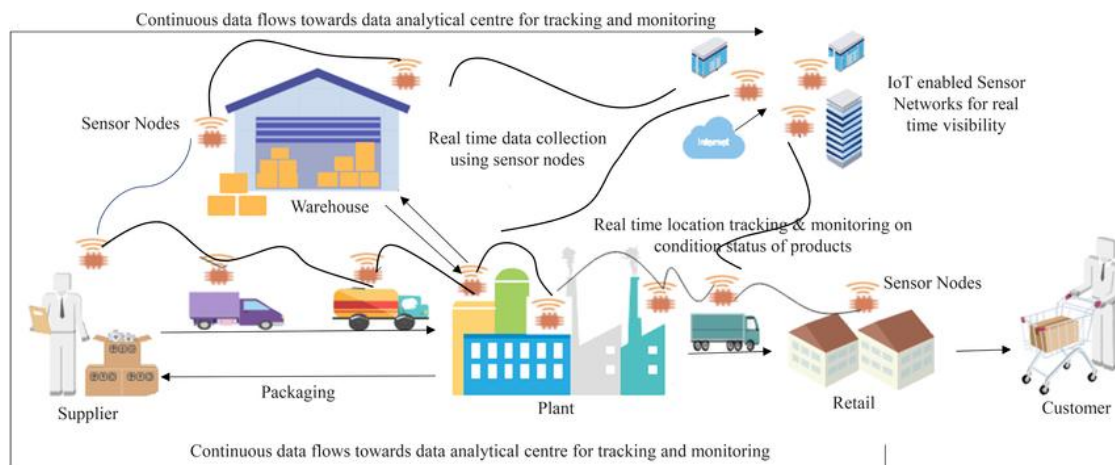 Continuous data flows towards data analytical centre for tracking and monitoring
IoT enabled Sensor
Networks for real
time visibility
Sensor Nodes
Real time data collection
using sensor nodes
Internet
Warehouse
Real time location tracking & monitoring on
condition status of products
Sensor Nodes
Packaging
Supplier
Plant
Retail
Customer
Continuous data flows towards data analytical centre for tracking and monitoring